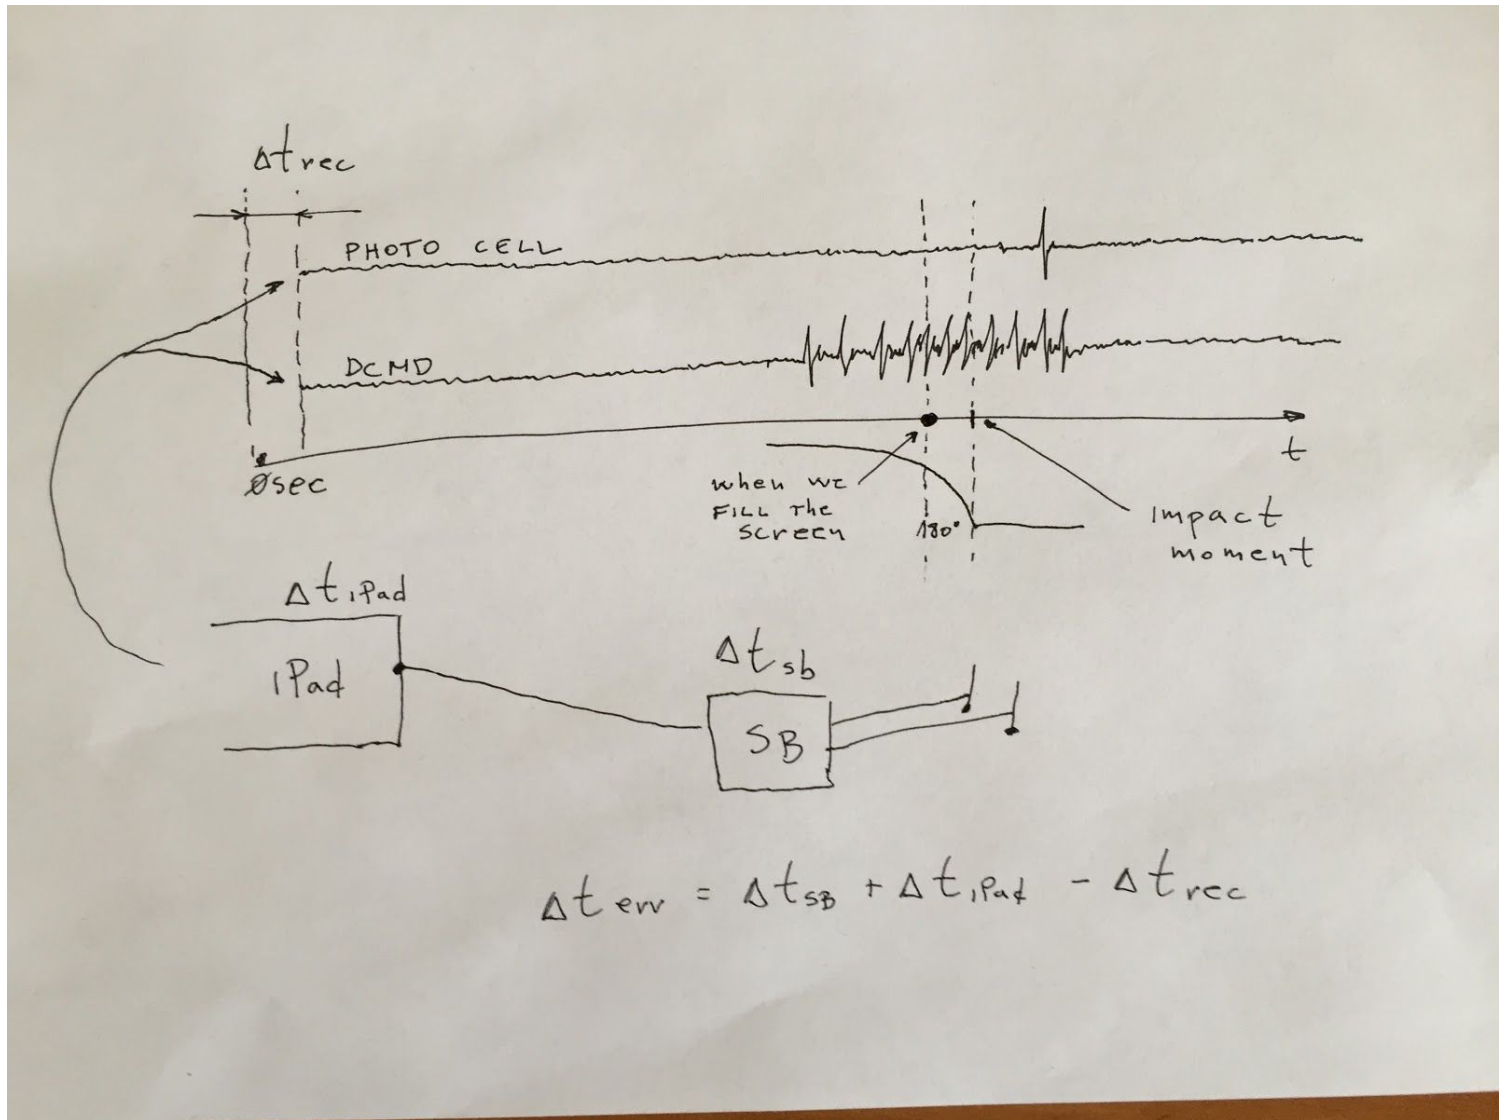 Δt rec
PHOTO CELL
DCMD
t
0sec
when we
FILL THE
SCREEN
180°
IMPACT
MOMENT
Δt iPad
iPad
Δt sb
SB
Δt err = Δt SB + Δt iPad - Δt rec